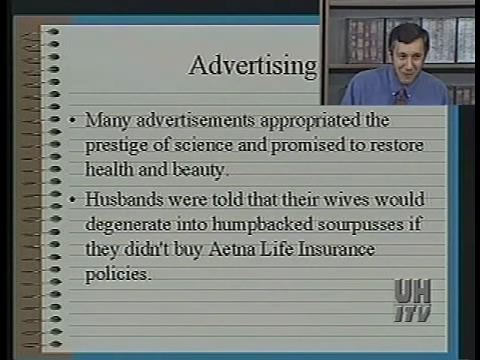 Advertising
• Many advertisements appropriated the
prestige of science and promised to restore
health and beauty.
• Husbands were told that their wives would
degenerate into humpbacked sourpusses if
they didn't buy Aetna Life Insurance
policies.
UH
ITV